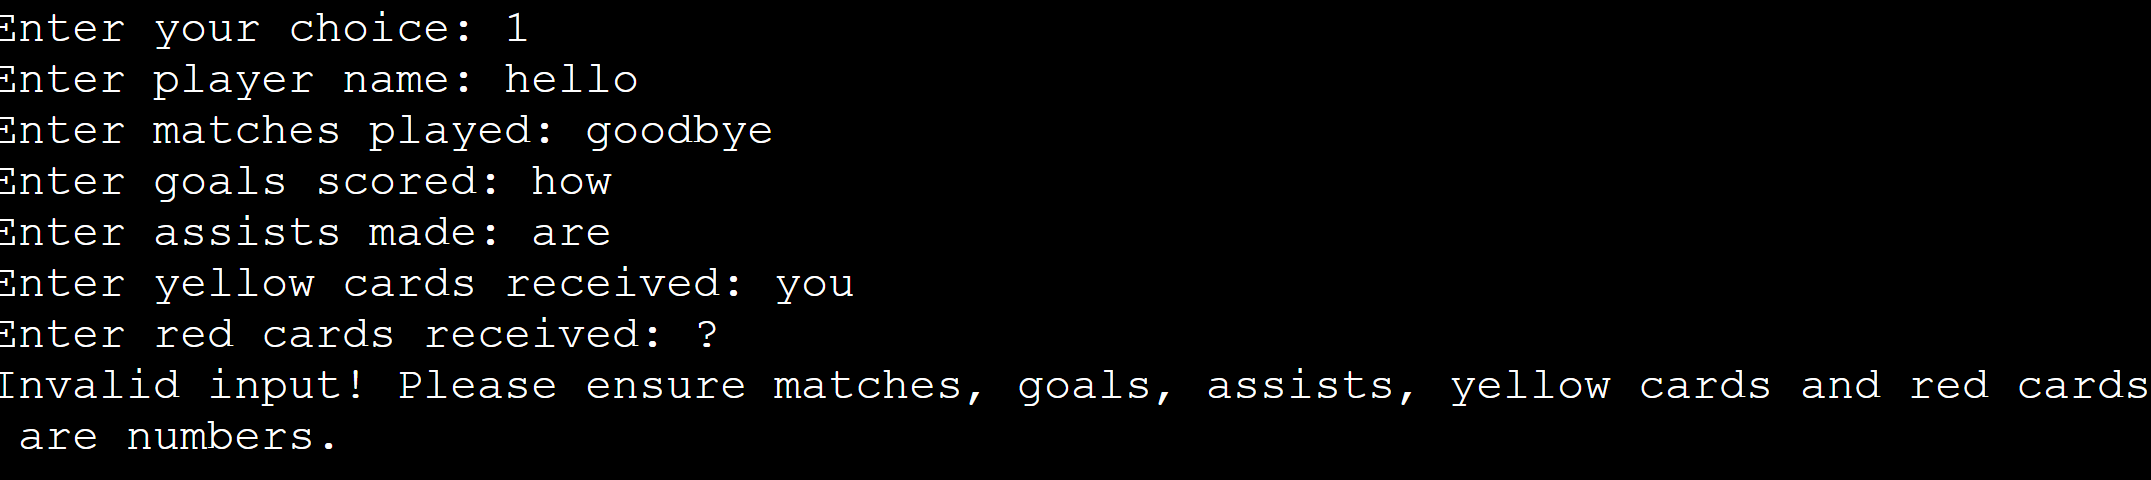 Enter your choice: 1
Enter player name: hello
Enter matches played: goodbye
Enter goals scored: how
Enter assists made: are
Enter yellow cards received: you
Enter red cards received: ?
Invalid input! Please ensure matches, goals, assists, yellow cards and red cards
are numbers.